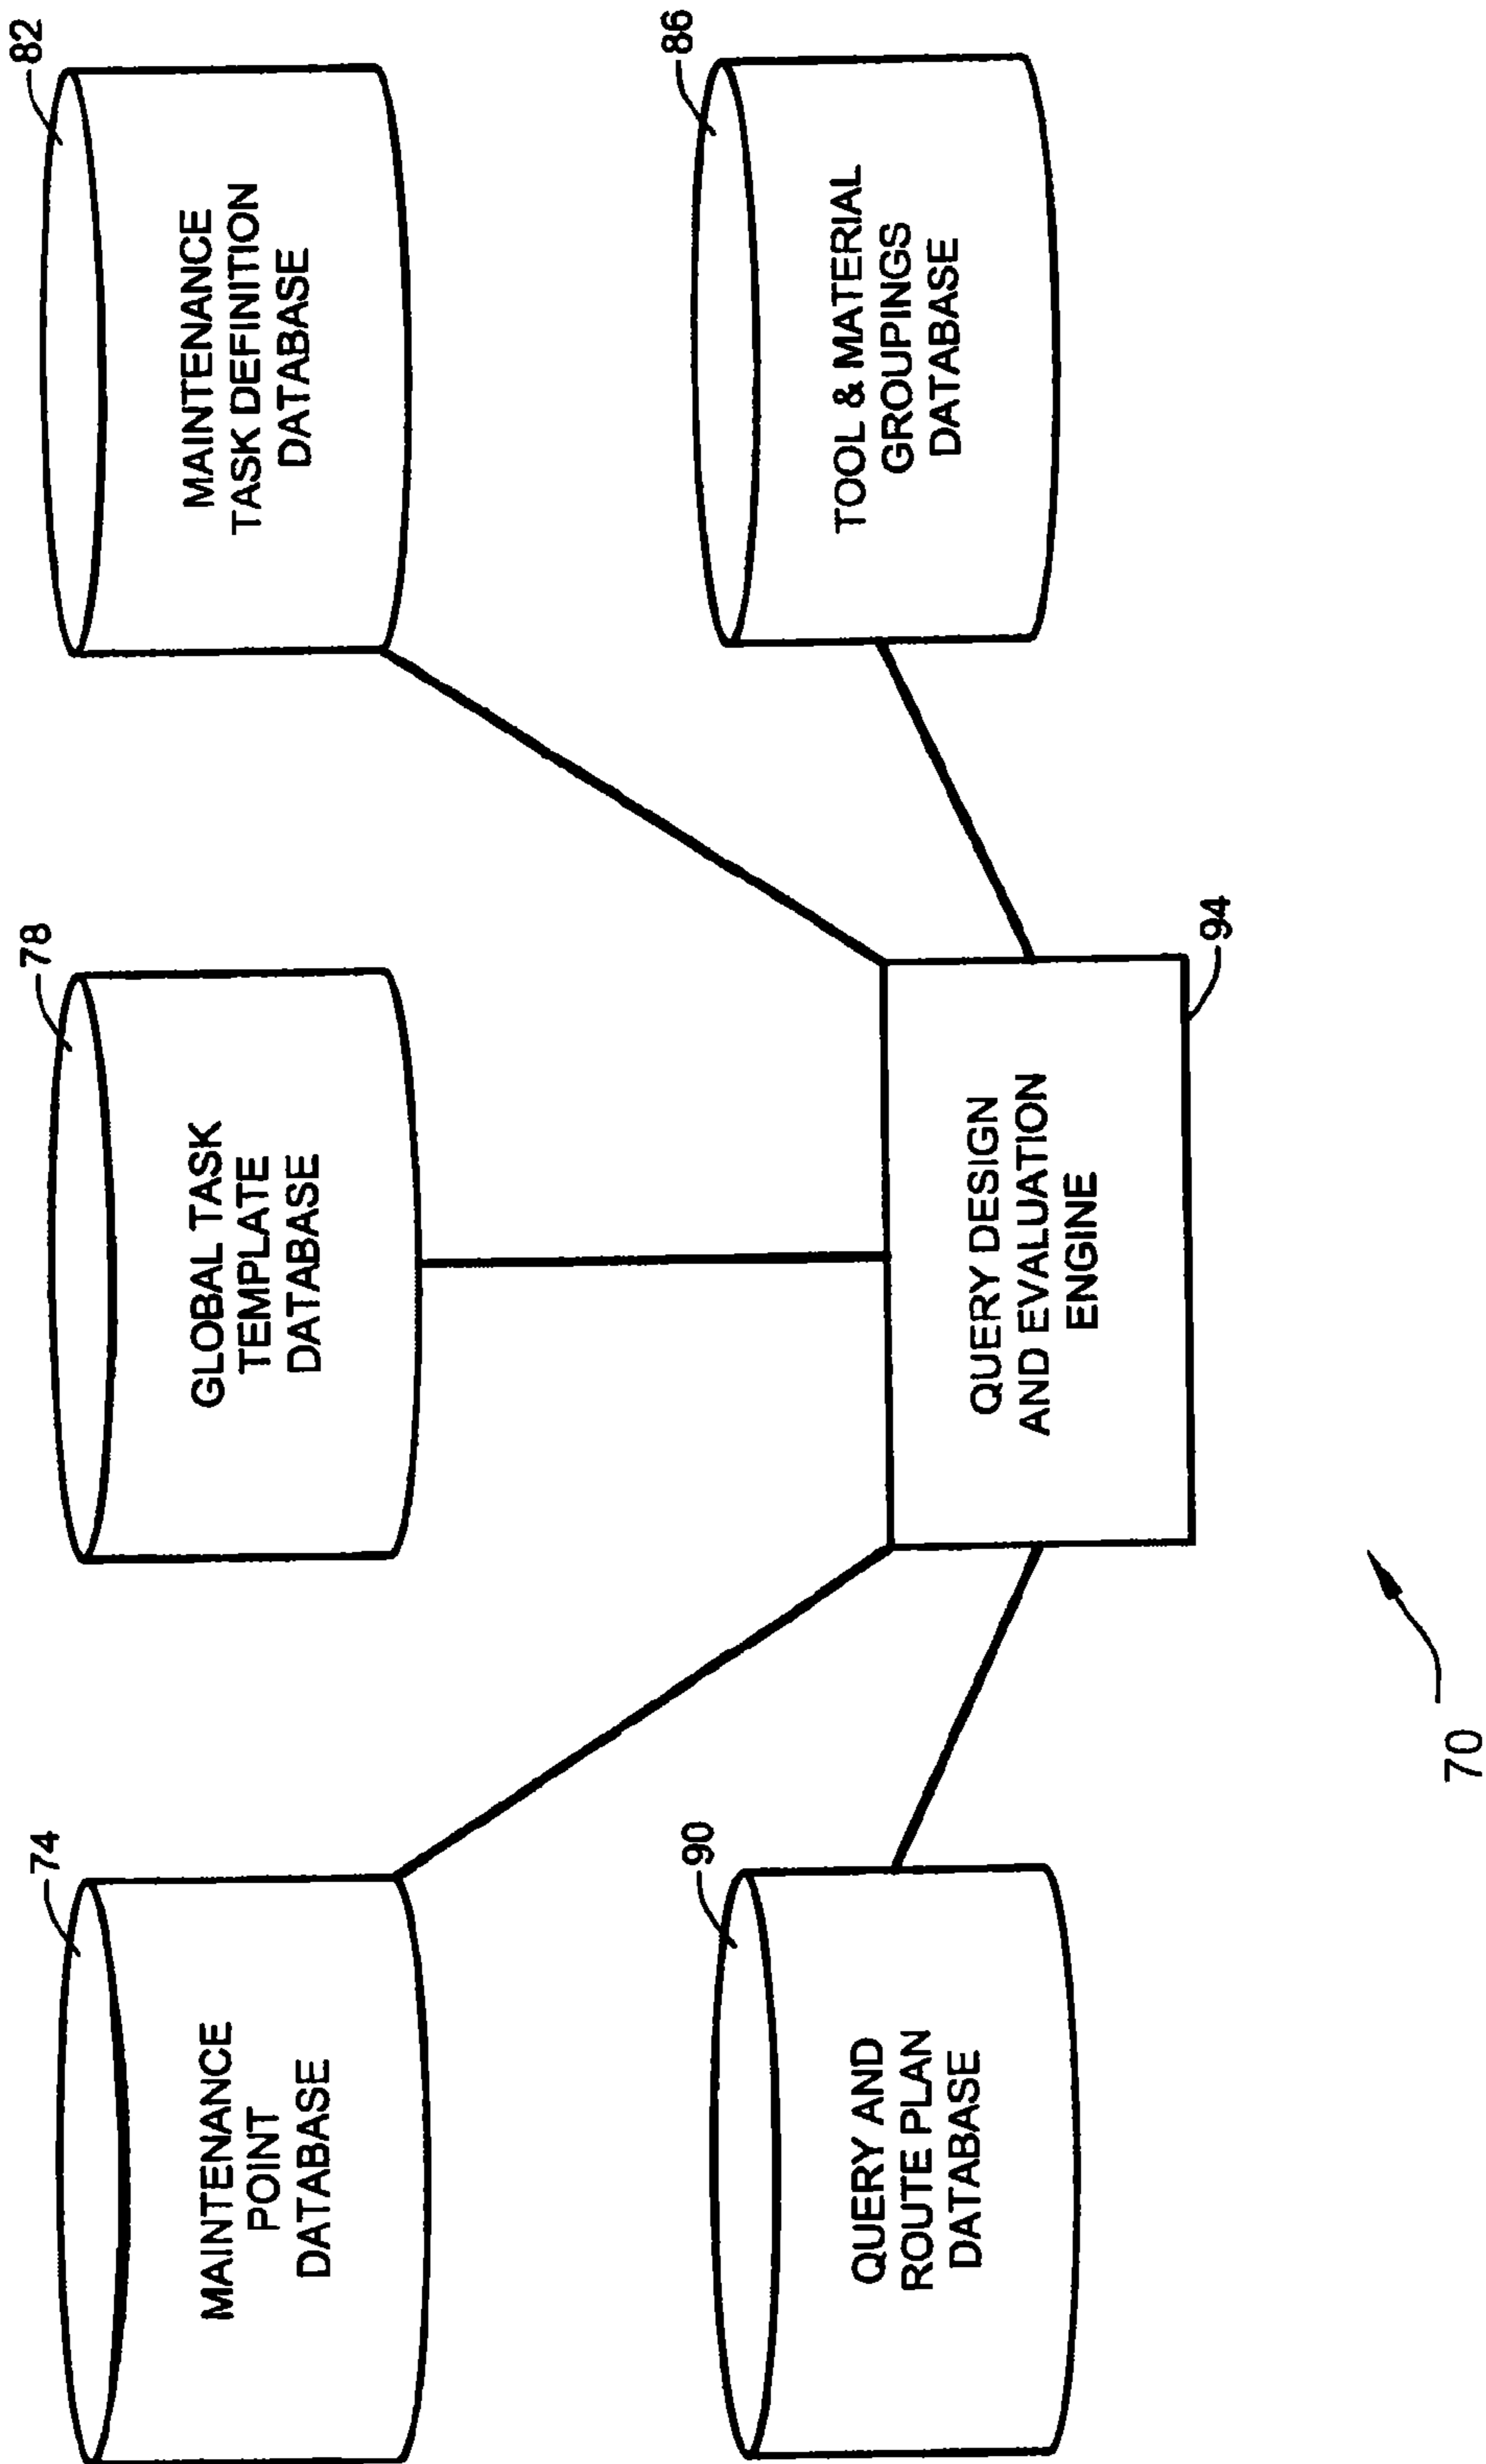 74
MAINTENANCE
POINT
DATABASE
78
GLOBAL TASK
TEMPLATE
DATABASE
82
MAINTENANCE
TASK DEFINITION
DATABASE
90
QUERY AND
ROUTE PLAN
DATABASE
86
TOOL & MATERIAL
GROUPINGS
DATABASE
QUERY DESIGN
AND EVALUATION
ENGINE
94
70